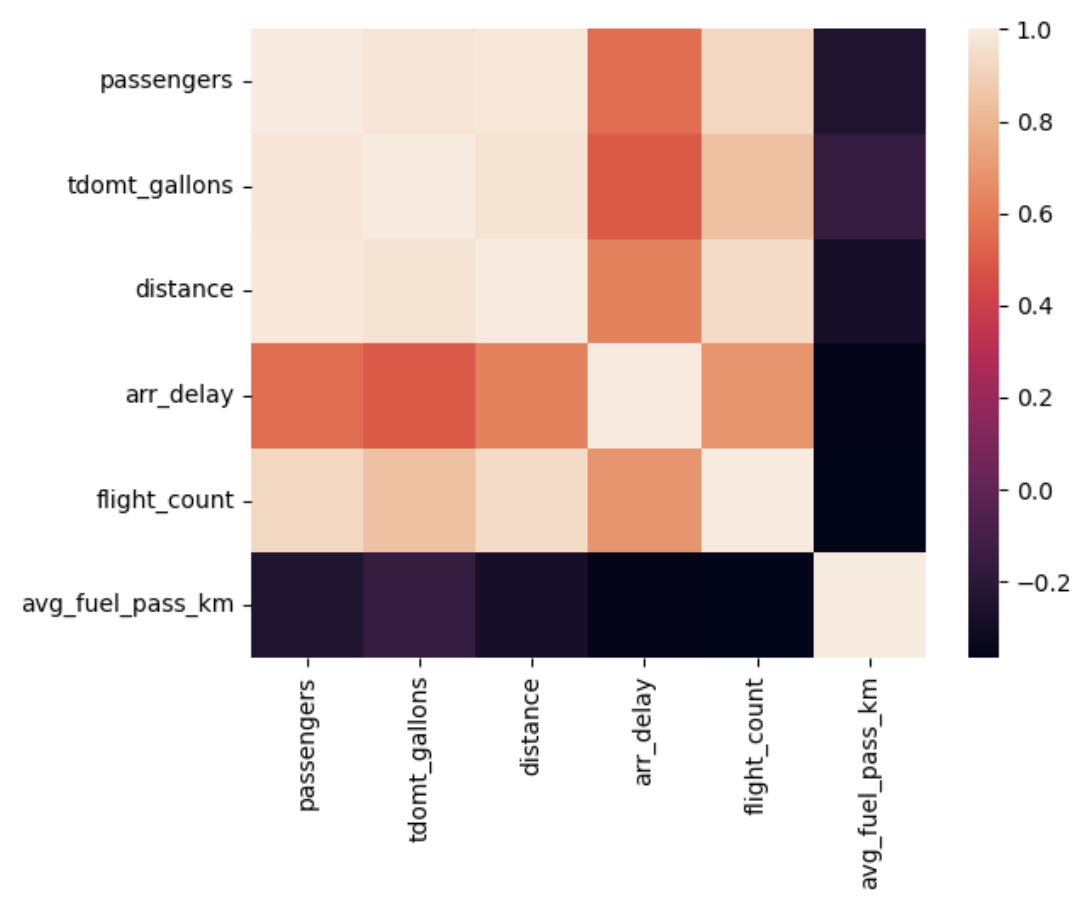 passengers
tdomt_gallons
distance
arr_delay
flight_count
avg_fuel_pass_km
passengers
tdomt_gallons
distance
arr_delay
flight_count
avg_fuel_pass_km
1.0
0.8
0.6
0.4
0.2
0.0
−0.2